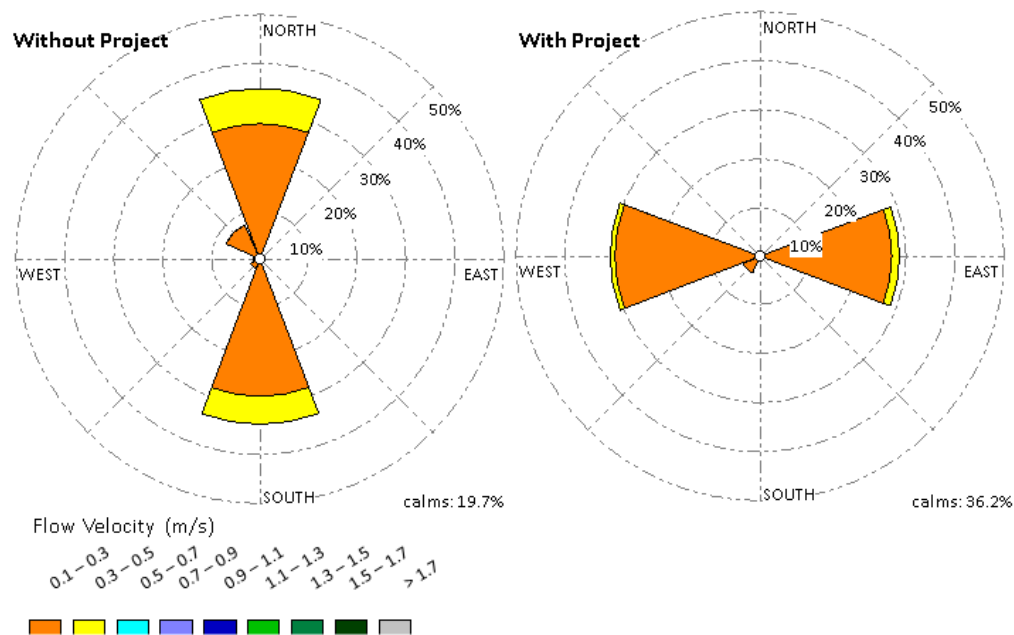 Without Project
NORTH
50%
40%
30%
20%
10%
WEST
EAST
SOUTH
calms: 19.7%
With Project
NORTH
50%
40%
30%
20%
10%
WEST
EAST
SOUTH
calms: 36.2%
Flow Velocity (m/s)
0.1 – 0.3
0.3 – 0.5
0.5 – 0.7
0.7 – 0.9
0.9 – 1.1
1.1 – 1.3
1.3 – 1.5
1.5 – 1.7
> 1.7